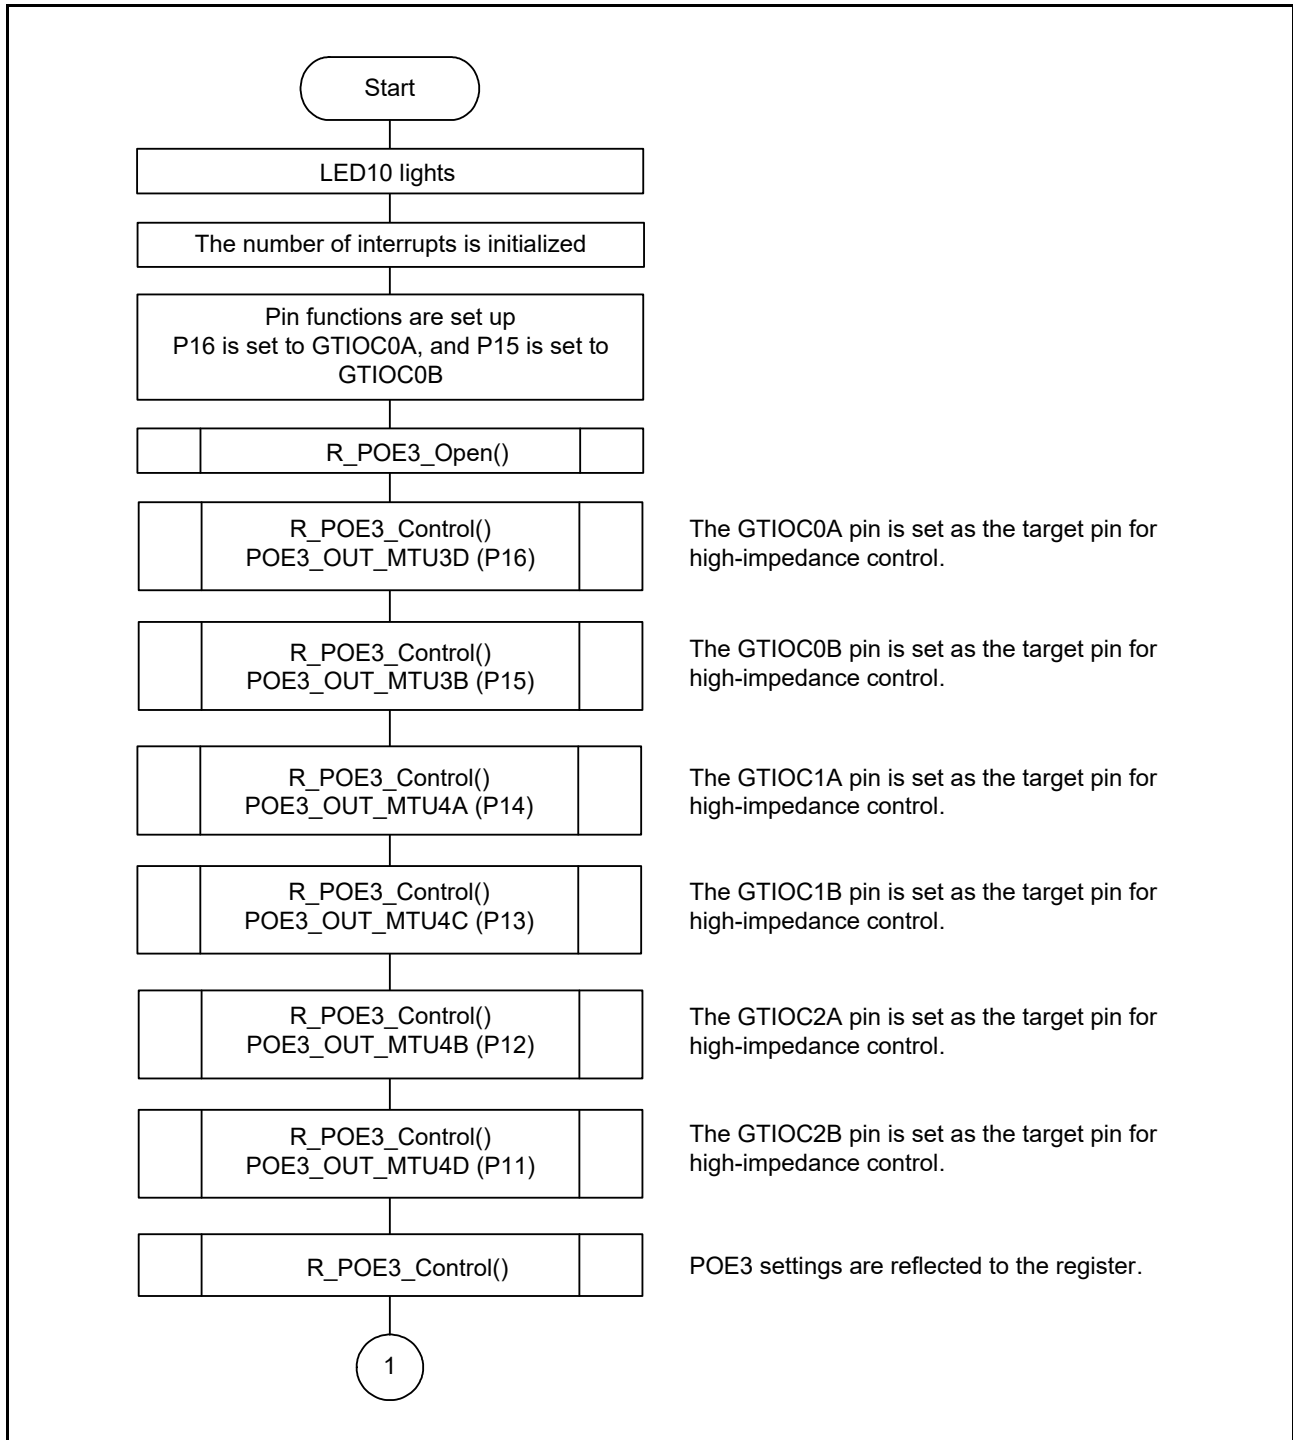 Start
LED10 lights
The number of interrupts is initialized
Pin functions are set up
P16 is set to GTIOC0A, and P15 is set to
GTIOC0B
R_POE3_Open()
R_POE3_Control()
POE3_OUT_MTU3D (P16)
The GTIOC0A pin is set as the target pin for
high-impedance control.
R_POE3_Control()
POE3_OUT_MTU3B (P15)
The GTIOC0B pin is set as the target pin for
high-impedance control.
R_POE3_Control()
POE3_OUT_MTU4A (P14)
The GTIOC1A pin is set as the target pin for
high-impedance control.
R_POE3_Control()
POE3_OUT_MTU4C (P13)
The GTIOC1B pin is set as the target pin for
high-impedance control.
R_POE3_Control()
POE3_OUT_MTU4B (P12)
The GTIOC2A pin is set as the target pin for
high-impedance control.
R_POE3_Control()
POE3_OUT_MTU4D (P11)
The GTIOC2B pin is set as the target pin for
high-impedance control.
R_POE3_Control()
POE3 settings are reflected to the register.
1